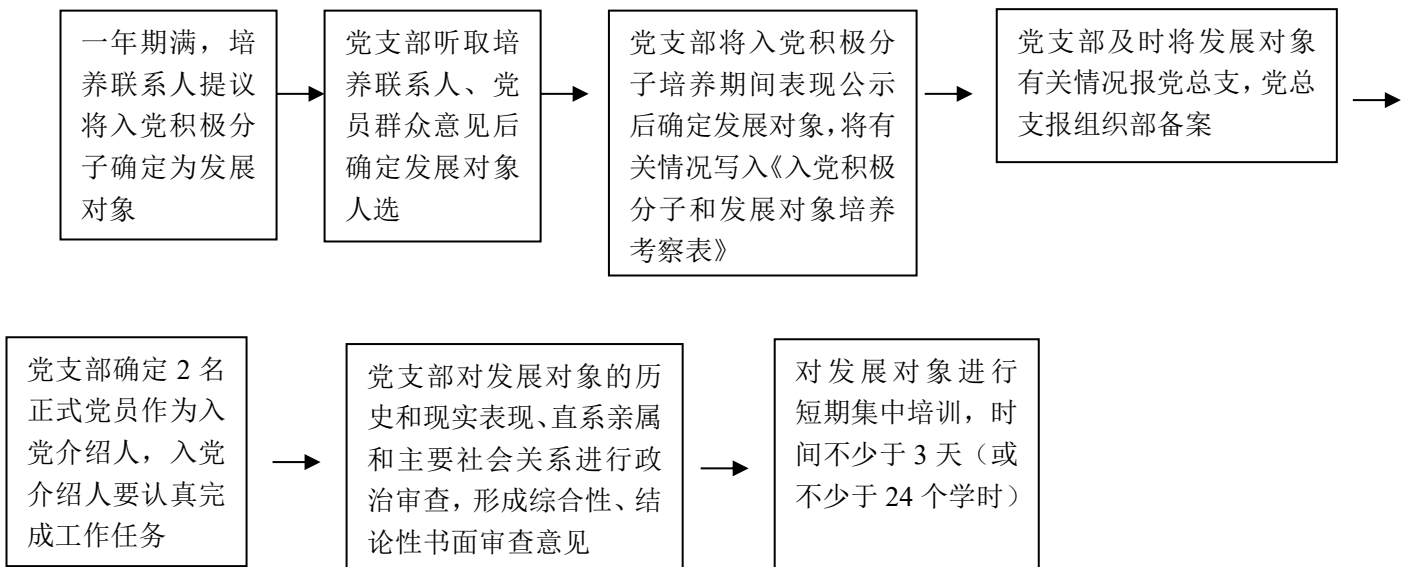 一年期满，培
养联系人提议
将入党积极分
子确定为发展
对象
党支部听取培
养联系人、党
员群众意见后
确定发展对象
人选
党支部将入党积极分
子培养期间表现公示
后确定发展对象，将有
关情况写入《入党积极
分子和发展对象培养
考察表》
党支部及时将发展对象
有关情况报党总支，党总
支报组织部备案
党支部确定 2 名
正式党员作为入
党介绍人，入党
介绍人要认真完
成工作任务
党支部对发展对象的历
史和现实表现、直系亲属
和主要社会关系进行政
治审查，形成综合性、结
论性书面审查意见
对发展对象进行
短期集中培训，时
间不少于 3 天（或
不少于 24 个学时）